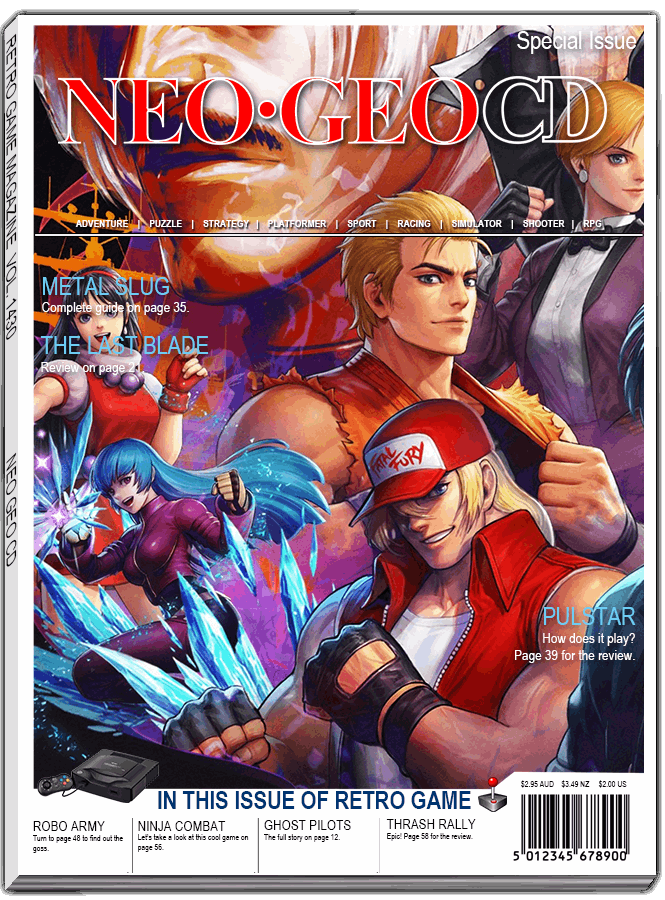 Special Issue
NEO·GEO CD
ADVENTURE | PUZZLE | STRATEGY | PLATFORMER | SPORT | RACING | SIMULATOR | SHOOTER | RPG
METAL SLUG
Complete guide on page 35.
THE LAST BLADE
Review on page 21.
FATAL
FURY
PULSTAR
How does it play?
Page 39 for the review.
$2.95 AUD $3.49 NZ $2.00 US
IN THIS ISSUE OF RETRO GAME
ROBO ARMY
Turn to page 48 to find out the
goss.
NINJA COMBAT
Let's take a look at this cool game on
page 56.
GHOST PILOTS
The full story on page 12.
THRASH RALLY
Epic! Page 58 for the review.
5 012345 678900
RETRO GAME MAGAZINE VOL. 1430
NEO GEO CD